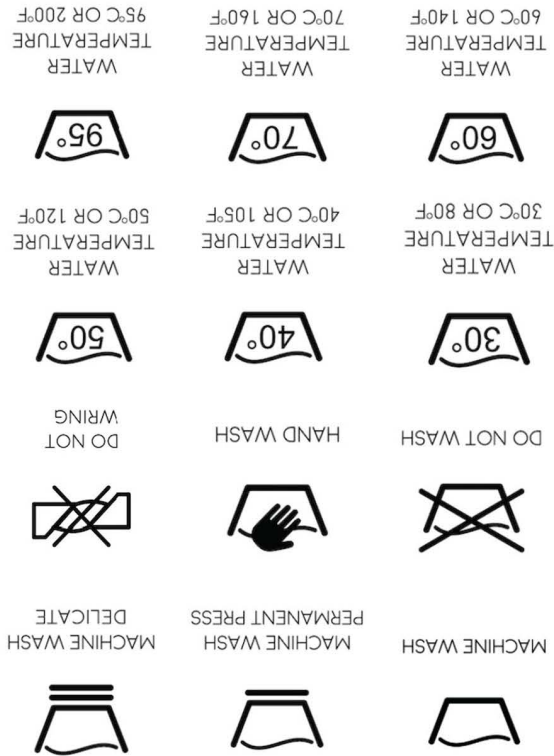 MACHINE WASH
MACHINE WASH
PERMANENT PRESS
MACHINE WASH
DELICATE
DO NOT WASH
HAND WASH
DO NOT
WRING
30°
40°
50°
WATER
TEMPERATURE
30°C OR 80°F
WATER
TEMPERATURE
40°C OR 105°F
WATER
TEMPERATURE
50°C OR 120°F
60°
70°
95°
WATER
TEMPERATURE
60°C OR 140°F
WATER
TEMPERATURE
70°C OR 160°F
WATER
TEMPERATURE
95°C OR 200°F